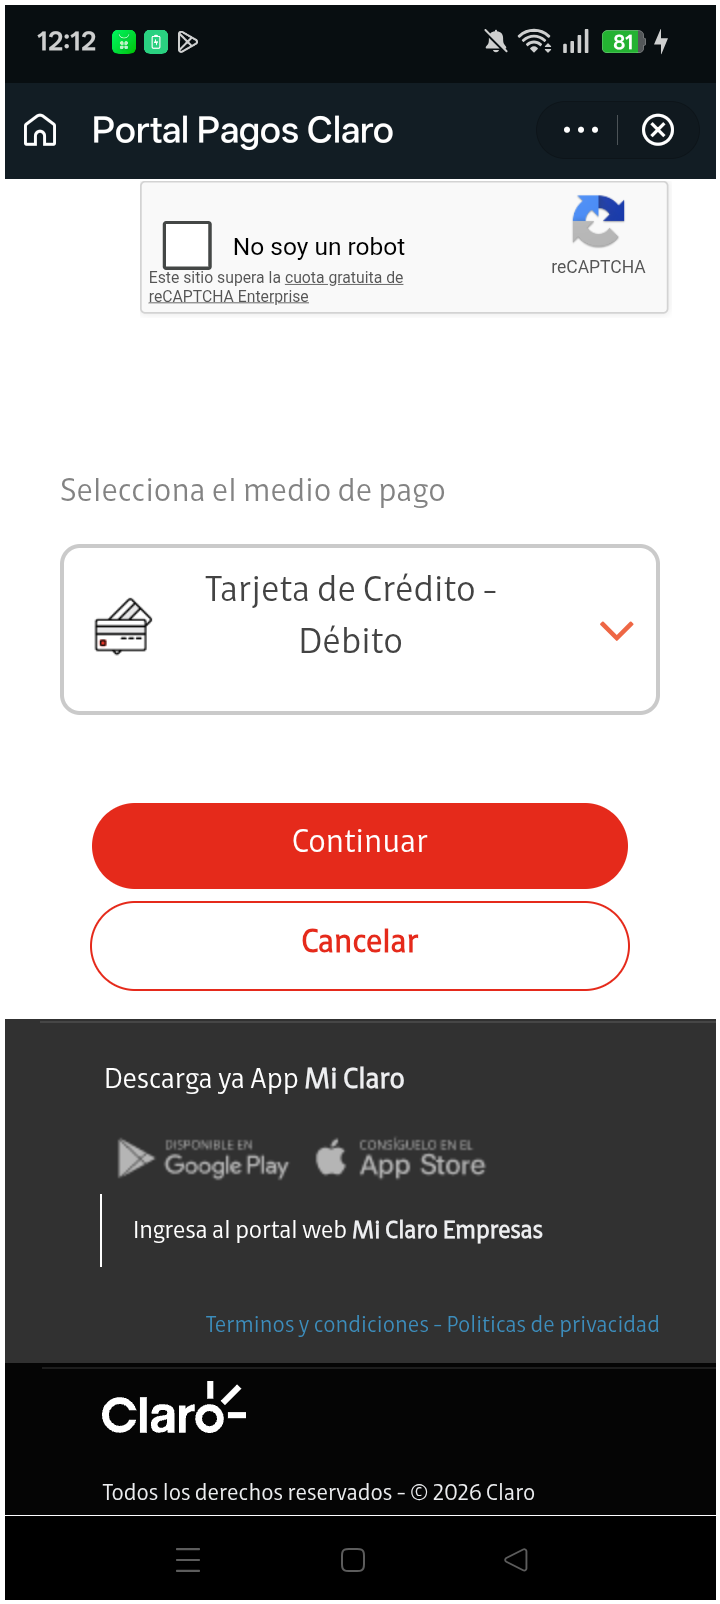 12:12
81
Portal Pagos Claro
No soy un robot
reCAPTCHA
Este sitio supera la cuota gratuita de
reCAPTCHA Enterprise
Selecciona el medio de pago
Tarjeta de Crédito -
Débito
Continuar
Cancelar
Descarga ya App Mi Claro
DISPONIBLE EN
Google Play
CONSÍGUELO EN EL
App Store
Ingresa al portal web Mi Claro Empresas
Terminos y condiciones - Politicas de privacidad
Claro
Todos los derechos reservados - © 2026 Claro